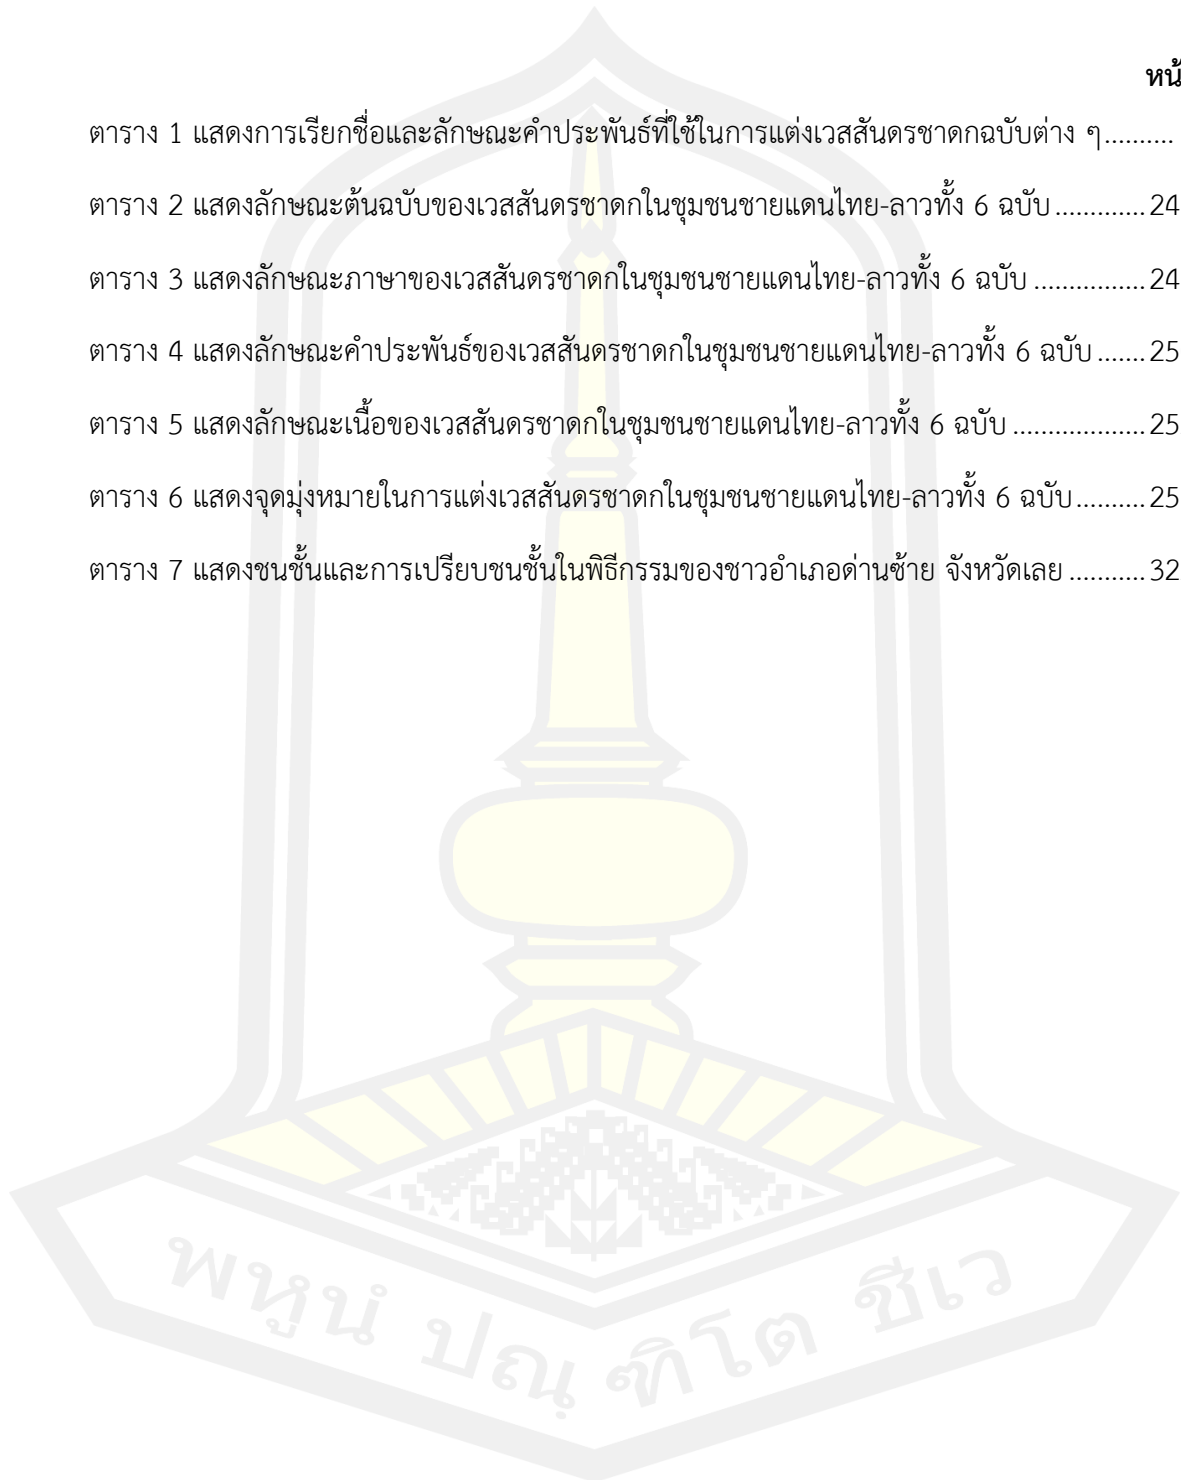 หน้
ตาราง 1 แสดงการเรียกชื่อและลักษณะคำประพันธ์ที่ใช้ในการแต่งเวสสันดรชาดกฉบับต่าง ๆ..........
ตาราง 2 แสดงลักษณะต้นฉบับของเวสสันดรชาดกในชุมชนชายแดนไทย-ลาวทั้ง 6 ฉบับ.............24
ตาราง 3 แสดงลักษณะภาษาของเวสสันดรชาดกในชุมชนชายแดนไทย-ลาวทั้ง 6 ฉบับ ................24
ตาราง 4 แสดงลักษณะคำประพันธ์ของเวสสันดรชาดกในชุมชนชายแดนไทย-ลาวทั้ง 6 ฉบับ.......25
ตาราง 5 แสดงลักษณะเนื้อของเวสสันดรชาดกในชุมชนชายแดนไทย-ลาวทั้ง 6 ฉบับ ...................25
ตาราง 6 แสดงจุดมุ่งหมายในการแต่งเวสสันดรชาดกในชุมชนชายแดนไทย-ลาวทั้ง 6 ฉบับ..........25
ตาราง 7 แสดงชนชั้นและการเปรียบชนชั้นในพิธีกรรมของชาวอำเภอด่านซ้าย จังหวัดเลย ...........32
พหูนํ ปณฺฑิโต ชีเว